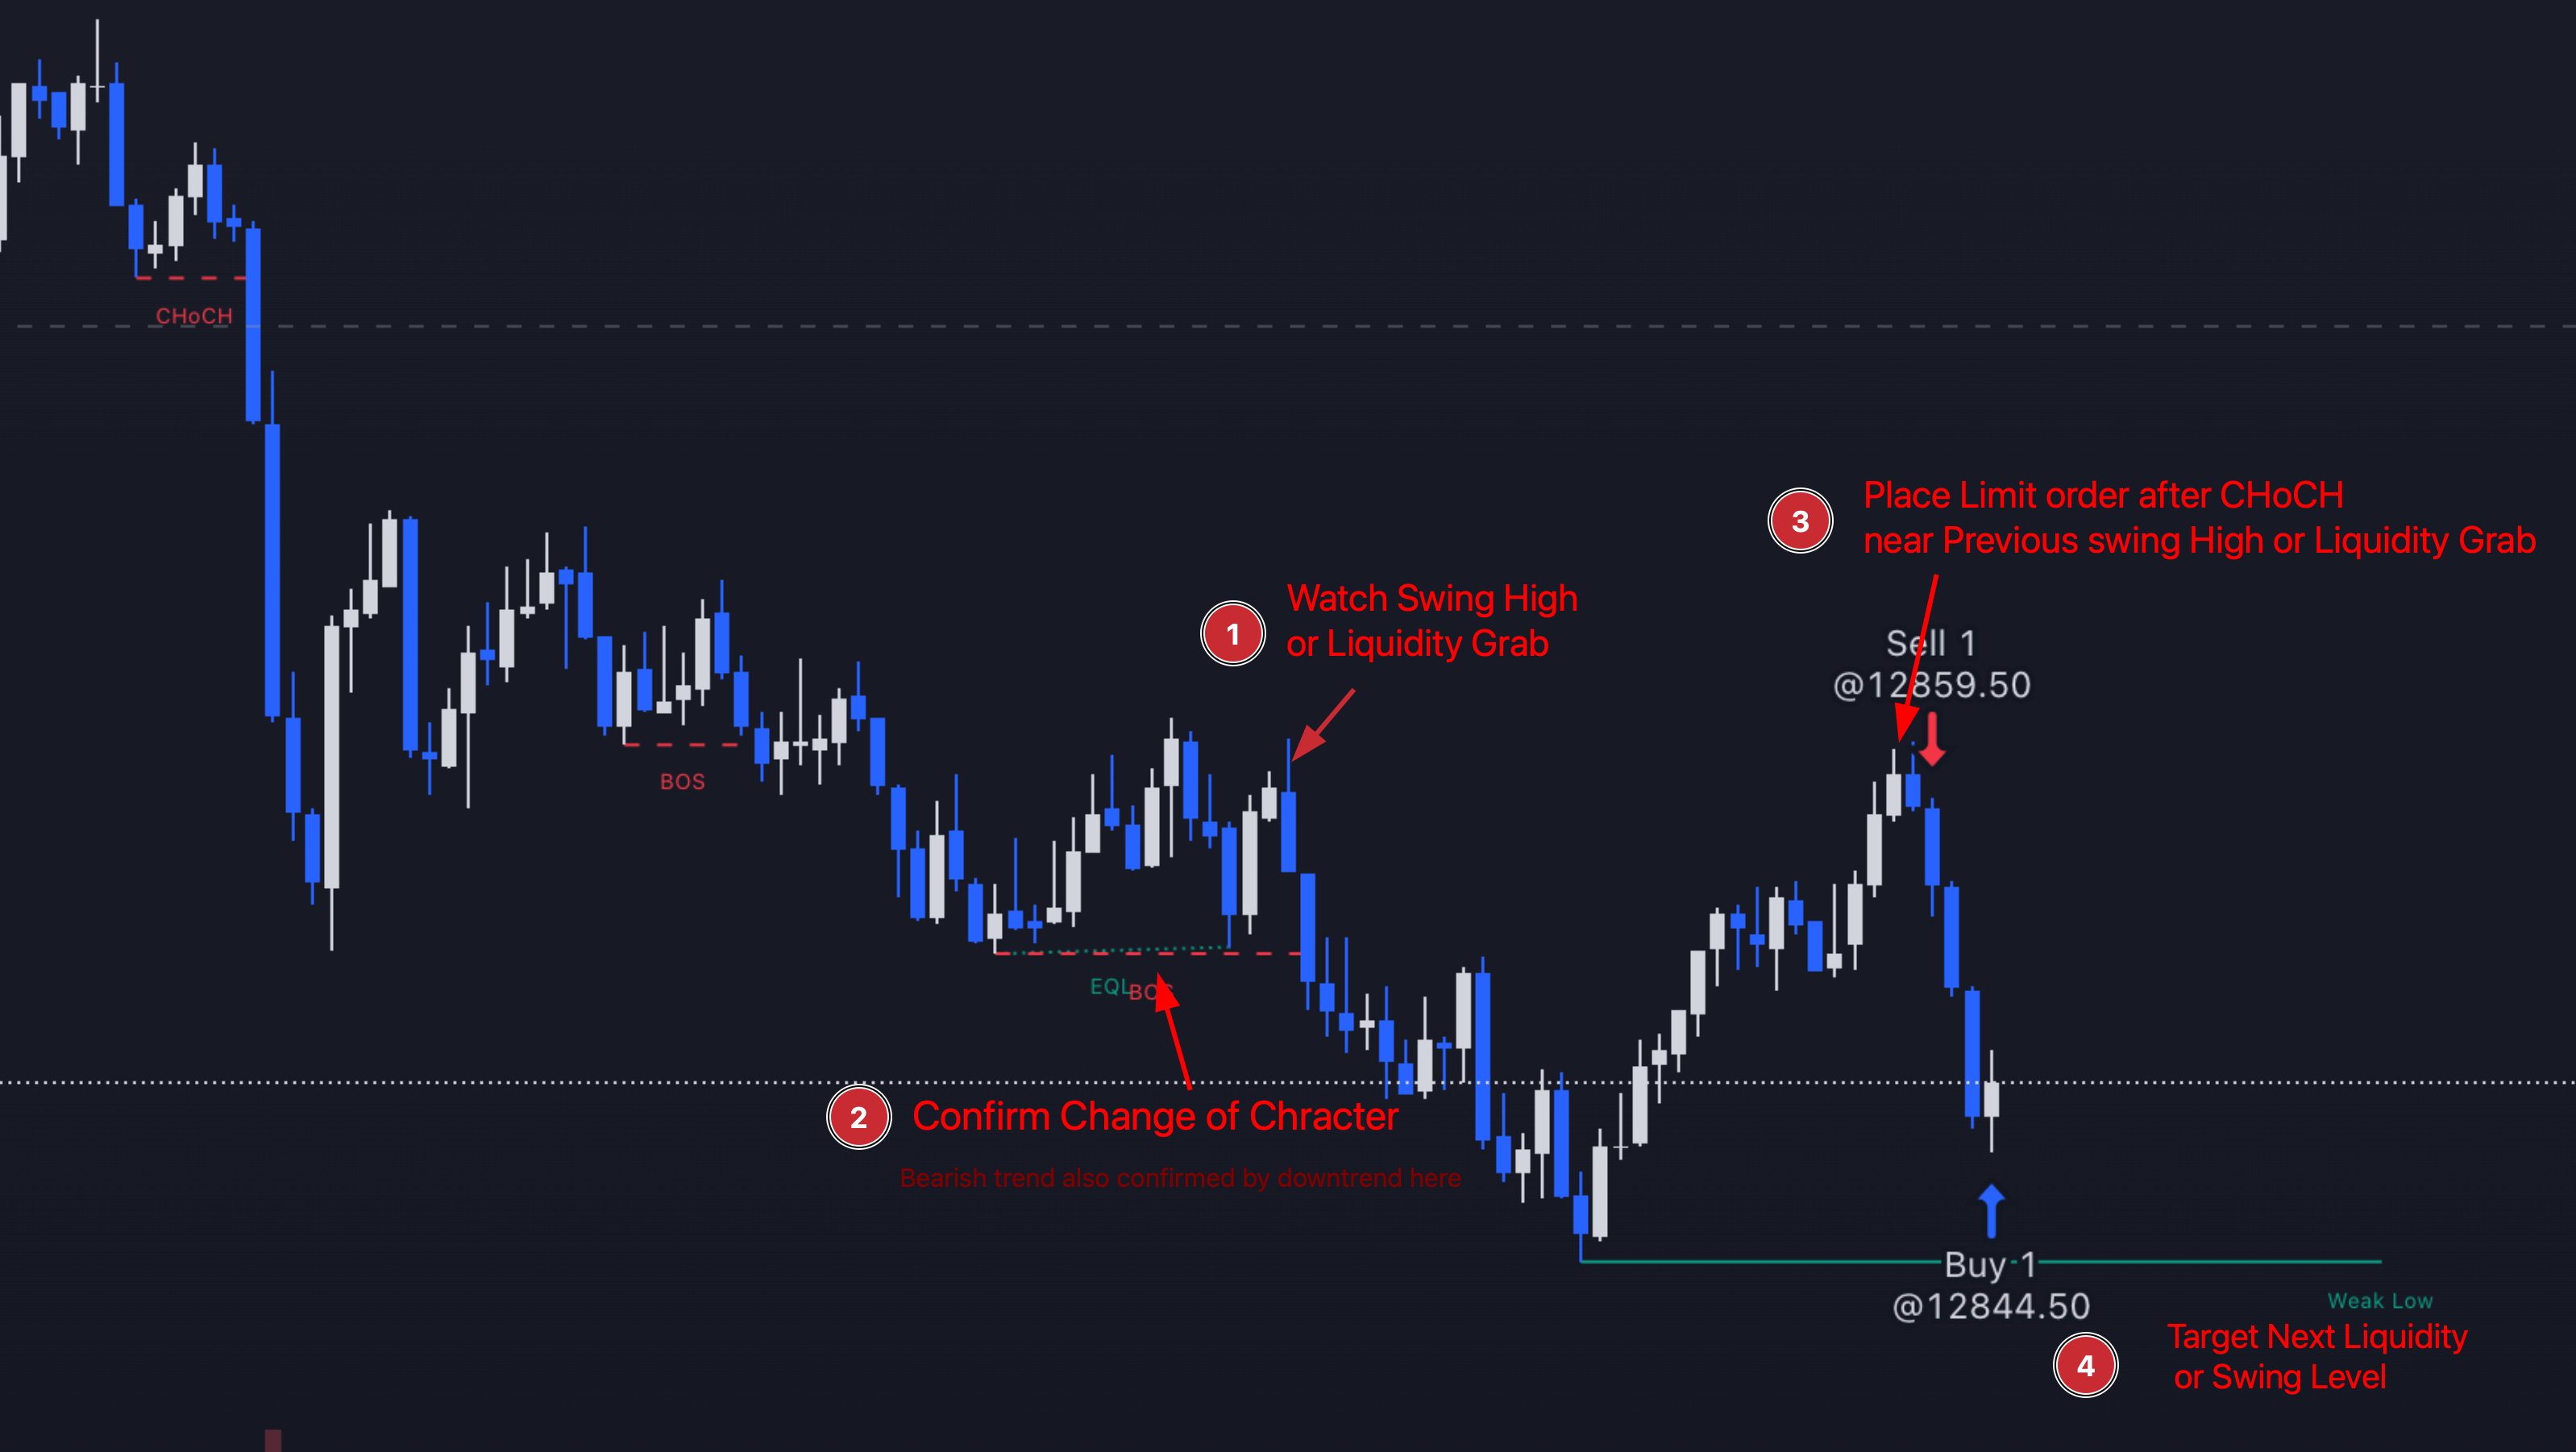 CHoCH
3
Place Limit order after CHoCH
near Previous swing High or Liquidity Grab
1
Watch Swing High
or Liquidity Grab
Sell 1
@12859.50
BOS
EQL
BOS
2
Confirm Change of Chracter
Bearish trend also confirmed by downtrend here
Buy 1
@12844.50
Weak Low
4
Target Next Liquidity
or Swing Level